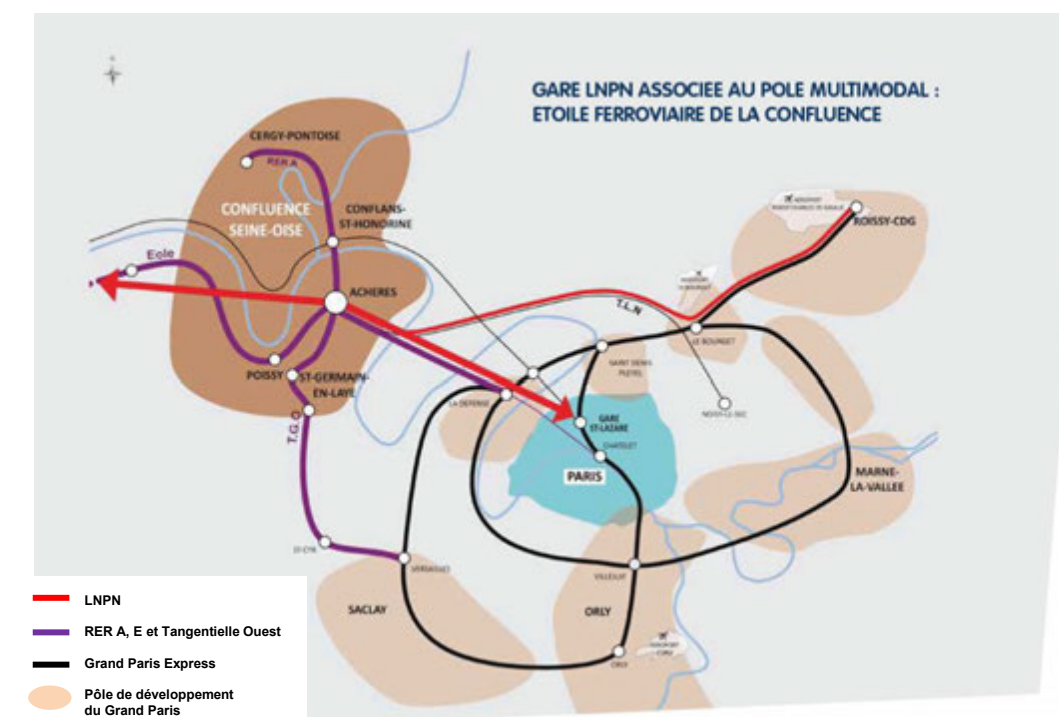 GARE LNPN ASSOCIEE AU POLE MULTIMODAL :
ETOILE FERROVIAIRE DE LA CONFLUENCE
CERGY-PONTOISE
RER A
CONFLUENCE
SEINE-OISE
CONFLANS-
ST-HONORINE
ROISSY-CDG
Eole
ACHERES
T.L.N
LE BOURGET
SAINT DENIS
PLEYEL
POISSY
ST-GERMAIN-
EN-LAYE
LA DÉFENSE
NOISY-LE-SEC
GARE
ST-LAZARE
T.G.O
CHATELET
PARIS
MARNE-
LA-VALLEE
ST-CYR
VERSAILLES
VILLEJUIF
SACLAY
ORLY
ORLY
LNPN
RER A, E et Tangentielle Ouest
Grand Paris Express
Pôle de développement
du Grand Paris